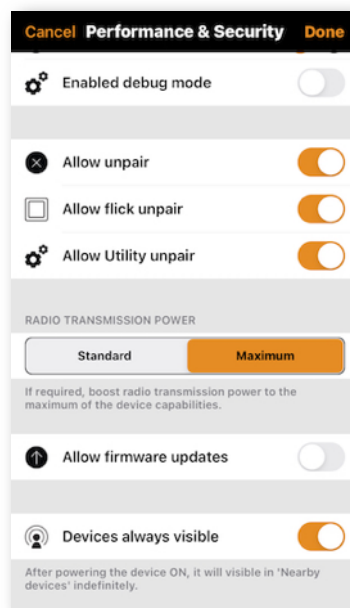 Cancel Performance & Security Done
Enabled debug mode
Allow unpair
Allow flick unpair
Allow Utility unpair
RADIO TRANSMISSION POWER
Standard Maximum
If required, boost radio transmission power to the
maximum of the device capabilities.
Allow firmware updates
Devices always visible
After powering the device ON, it will visible in 'Nearby
devices' indefinitely.